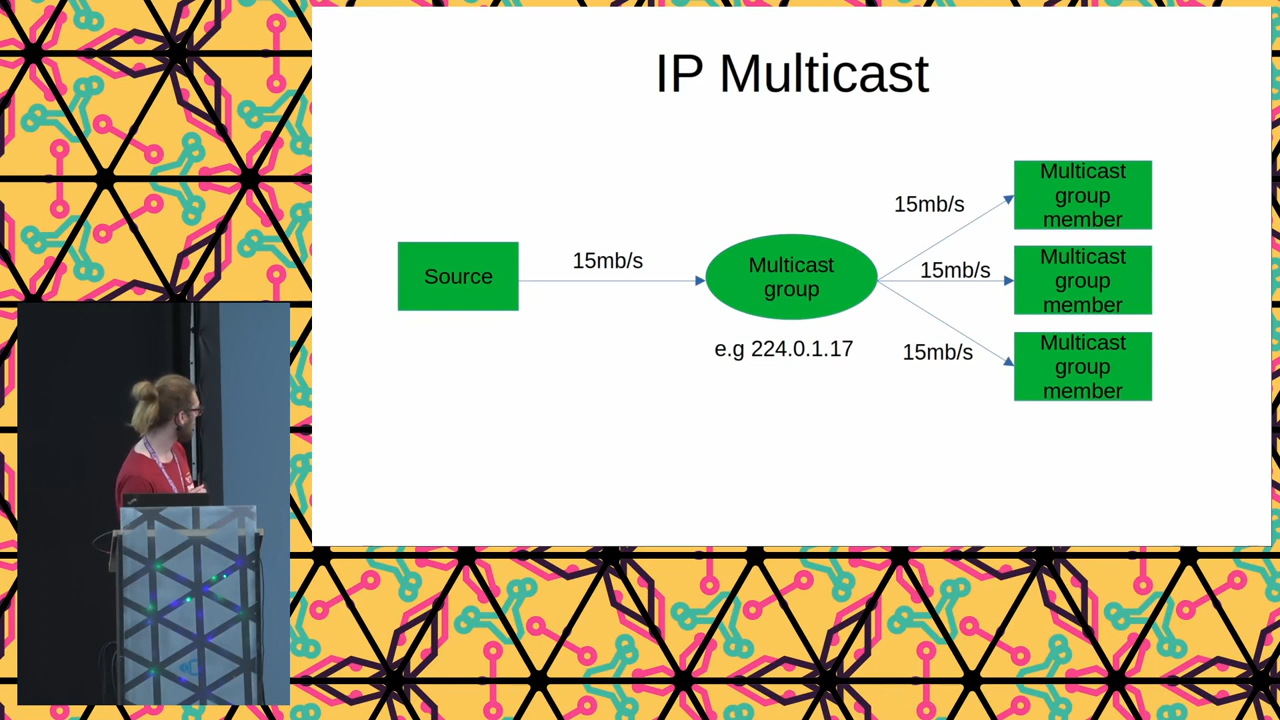 IP Multicast
Source
15mb/s
Multicast
group
e.g 224.0.1.17
15mb/s
15mb/s
15mb/s
Multicast
group
member
Multicast
group
member
Multicast
group
member